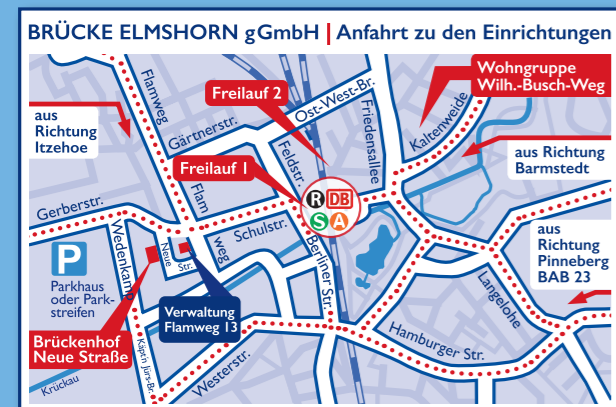 BRÜCKE ELMSHORN gGmbH | Anfahrt zu den Einrichtungen
Wohngruppe
Wilh.-Busch-Weg
Freilauf 2
Flamweg
Ost-West-Br.
Friedensallee
Kaltenweide
aus
Richtung
Itzehoe
Gärtnerstr.
aus Richtung
Barmstedt
Freilauf 1
Feldstr.
R DB
S A
Gerberstr.
Flam
weg
Schulstr.
Berliner Str.
Wedenkamp
Neue
Str.
aus
Richtung
Pinneberg
BAB 23
P
Parkhaus
oder Park-
streifen
Langelohe
Verwaltung
Flamweg 13
Brückenhof
Neue Straße
Käpt'n Jürs-Br.
Hamburger Str.
Westerstr.
Krückau